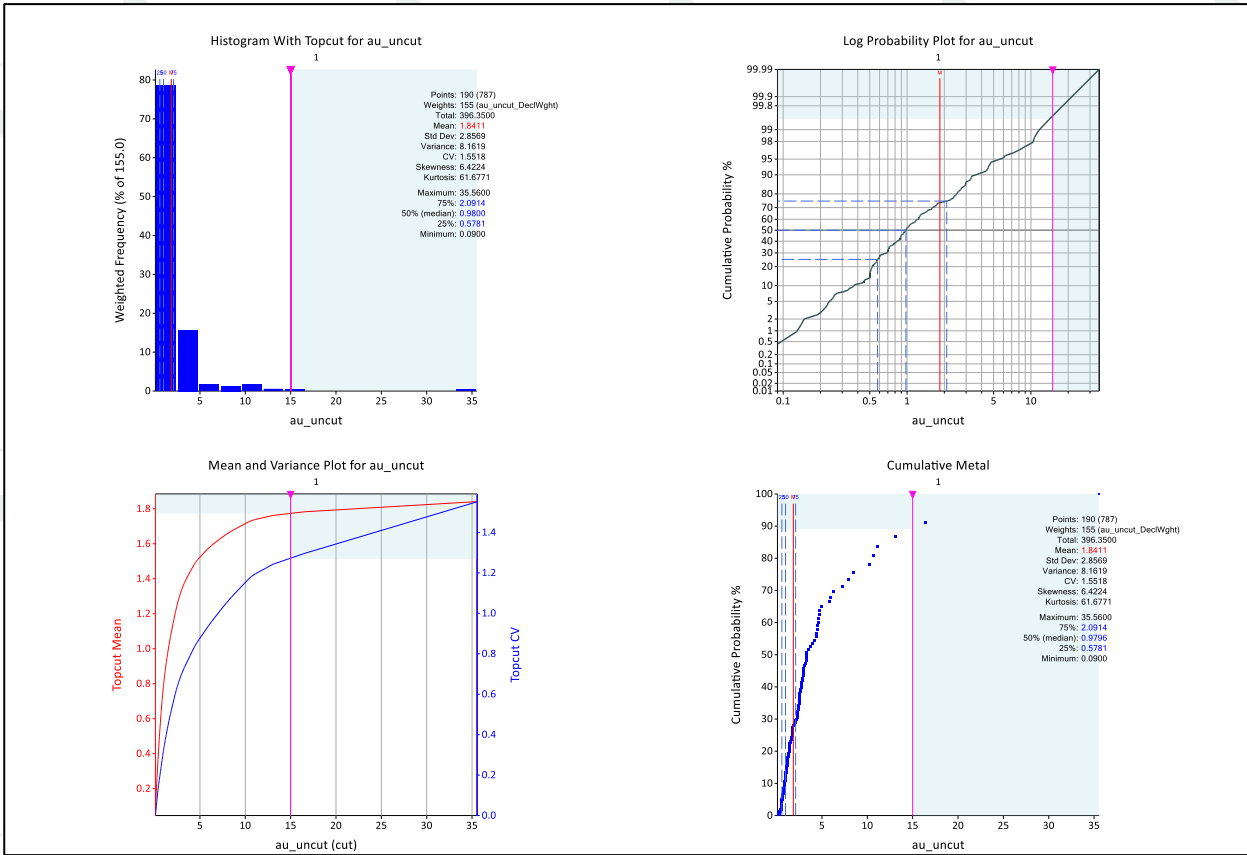 Histogram With Topcut for au_uncut
1
Weighted Frequency (% of 155.0)
80
70
60
50
40
30
20
10
0
5
10
15
20
25
30
35
au_uncut
25 50 M 75
Points: 190 (787)
Weights: 155 (au_uncut_DeclWght)
Total: 396.3500
Mean: 1.8411
Std Dev: 2.8569
Variance: 8.1619
CV: 1.5518
Skewness: 6.4224
Kurtosis: 61.6771
Maximum: 35.5600
75%: 2.0914
50% (median): 0.9800
25%: 0.5781
Minimum: 0.0900
Log Probability Plot for au_uncut
1
M
Cumulative Probability %
99.99
99.9
99.8
99
98
95
90
80
70
60
50
40
30
20
10
5
2
1
0.5
0.2
0.1
0.05
0.02
0.01
0.1
0.5
1
5
10
au_uncut
Mean and Variance Plot for au_uncut
1
Topcut Mean
1.8
1.6
1.4
1.2
1.0
0.8
0.6
0.4
0.2
Topcut CV
1.4
1.2
1.0
0.8
0.6
0.4
0.2
0.0
5
10
15
20
25
30
35
au_uncut (cut)
Cumulative Metal
1
Cumulative Probability %
100
90
80
70
60
50
40
30
20
10
0
5
10
15
20
25
30
35
au_uncut
25 50 M 75
Points: 190 (787)
Weights: 155 (au_uncut_DeclWght)
Total: 396.3500
Mean: 1.8411
Std Dev: 2.8569
Variance: 8.1619
CV: 1.5518
Skewness: 6.4224
Kurtosis: 61.6771
Maximum: 35.5600
75%: 2.0914
50% (median): 0.9796
25%: 0.5781
Minimum: 0.0900